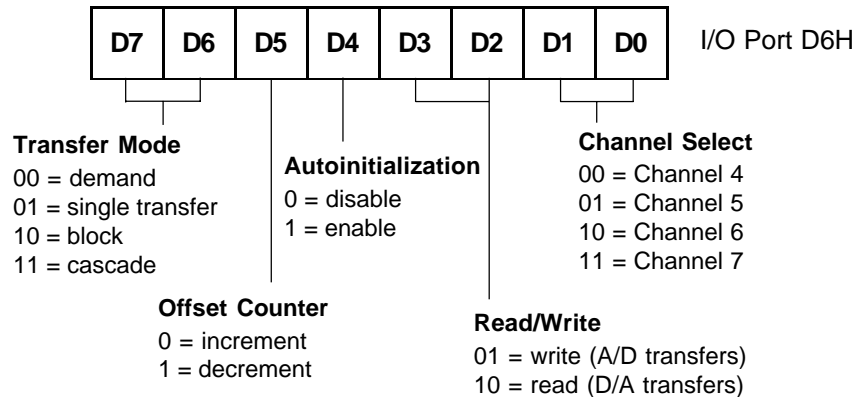 D7 D6 D5 D4 D3 D2 D1 D0 I/O Port D6H
Transfer Mode
00 = demand
01 = single transfer
10 = block
11 = cascade
Autoinitialization
0 = disable
1 = enable
Channel Select
00 = Channel 4
01 = Channel 5
10 = Channel 6
11 = Channel 7
Offset Counter
0 = increment
1 = decrement
Read/Write
01 = write (A/D transfers)
10 = read (D/A transfers)